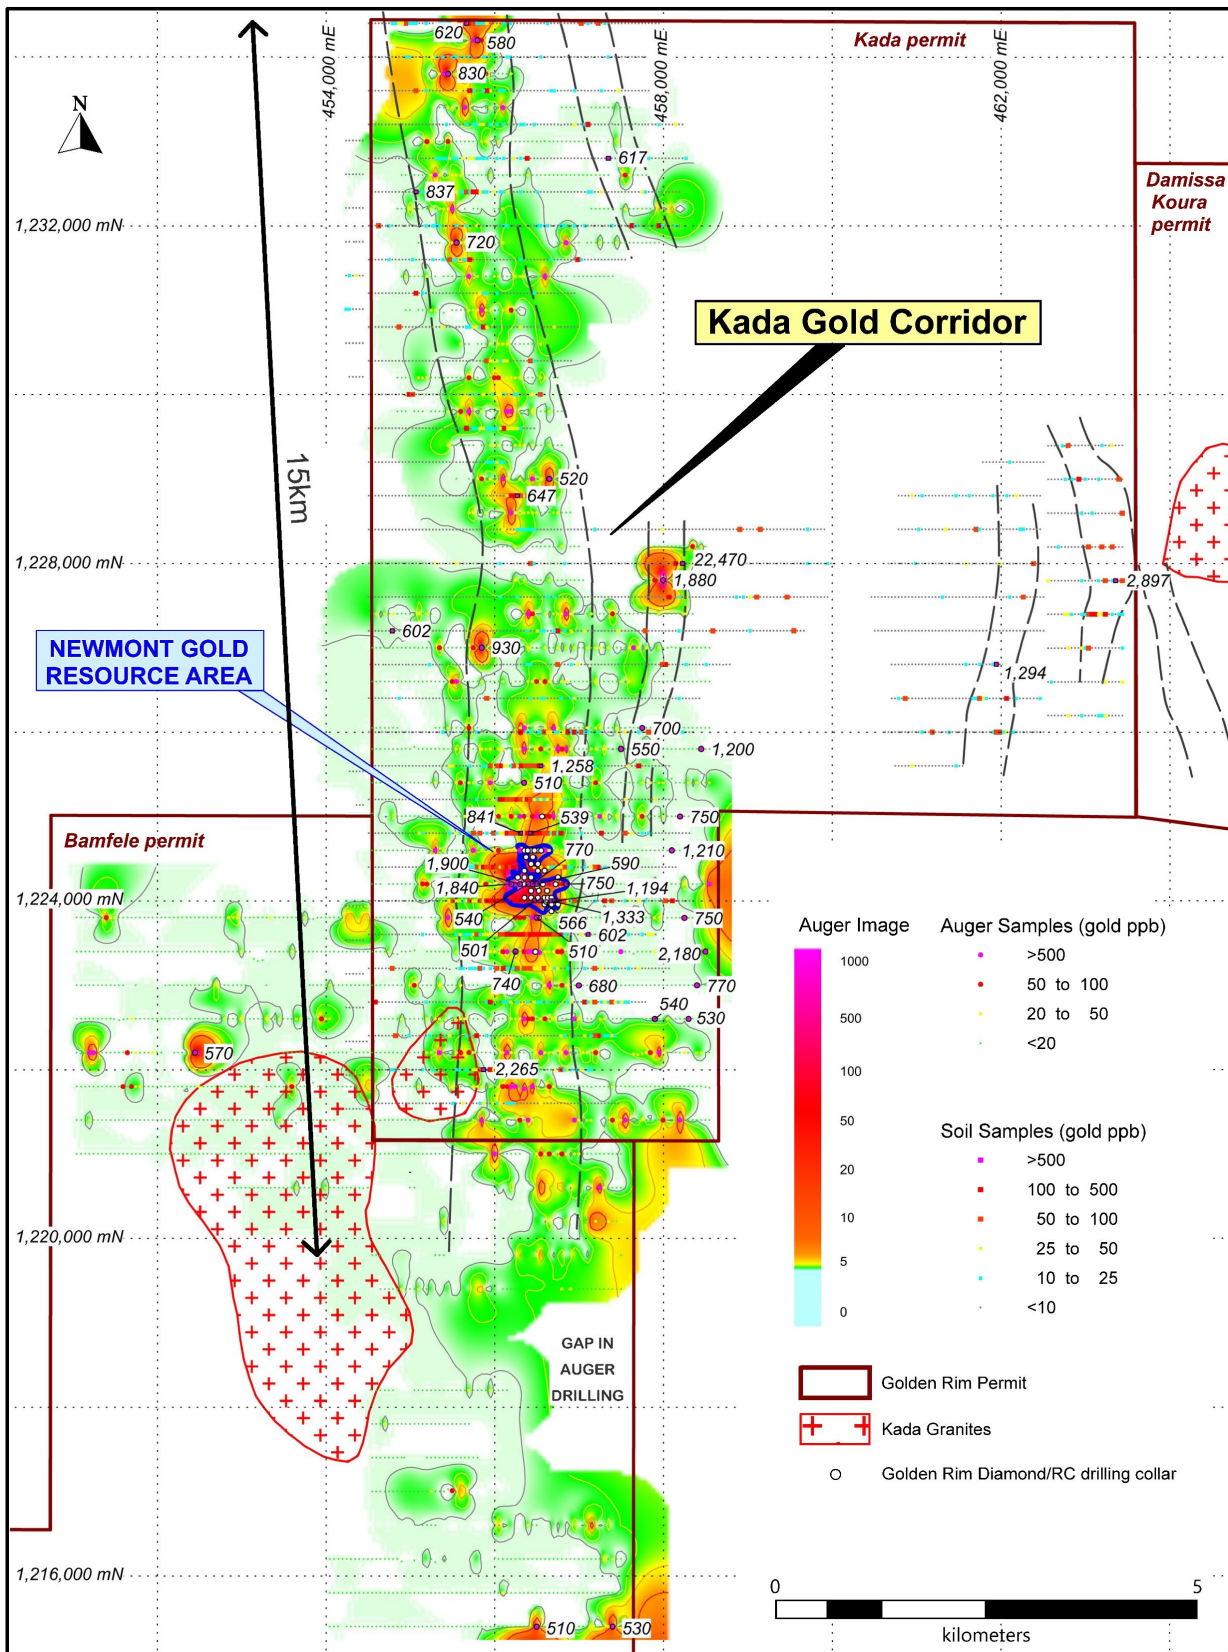 620
580
830
454,000 mE
458,000 mE
Kada permit
462,000 mE
N
617
837
Damissa
Koura
permit
1,232,000 mN
720
Kada Gold Corridor
15km
520
647
1,228,000 mN
22,470
1,880
2,897
602
930
NEWMONT GOLD
RESOURCE AREA
1,294
700
550
1,200
1,258
510
841
539
750
Bamfele permit
770
1,210
1,900
590
1,840
750
1,194
1,224,000 mN
540
1,333
750
566
602
501
510
2,180
740
680
770
540
530
570
2,265
1,220,000 mN
GAP IN
AUGER
DRILLING
1,216,000 mN
510
530
Auger Image
1000
500
100
50
20
10
5
0
Auger Samples (gold ppb)
>500
50 to 100
20 to 50
<20
Soil Samples (gold ppb)
>500
100 to 500
50 to 100
25 to 50
10 to 25
<10
Golden Rim Permit
Kada Granites
Golden Rim Diamond/RC drilling collar
0
5
kilometers